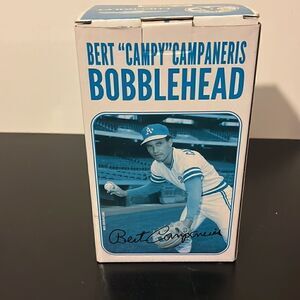 BERT "CAMPY" CAMPANERIS
BOBBLEHEAD
A's
Bert Campaneris